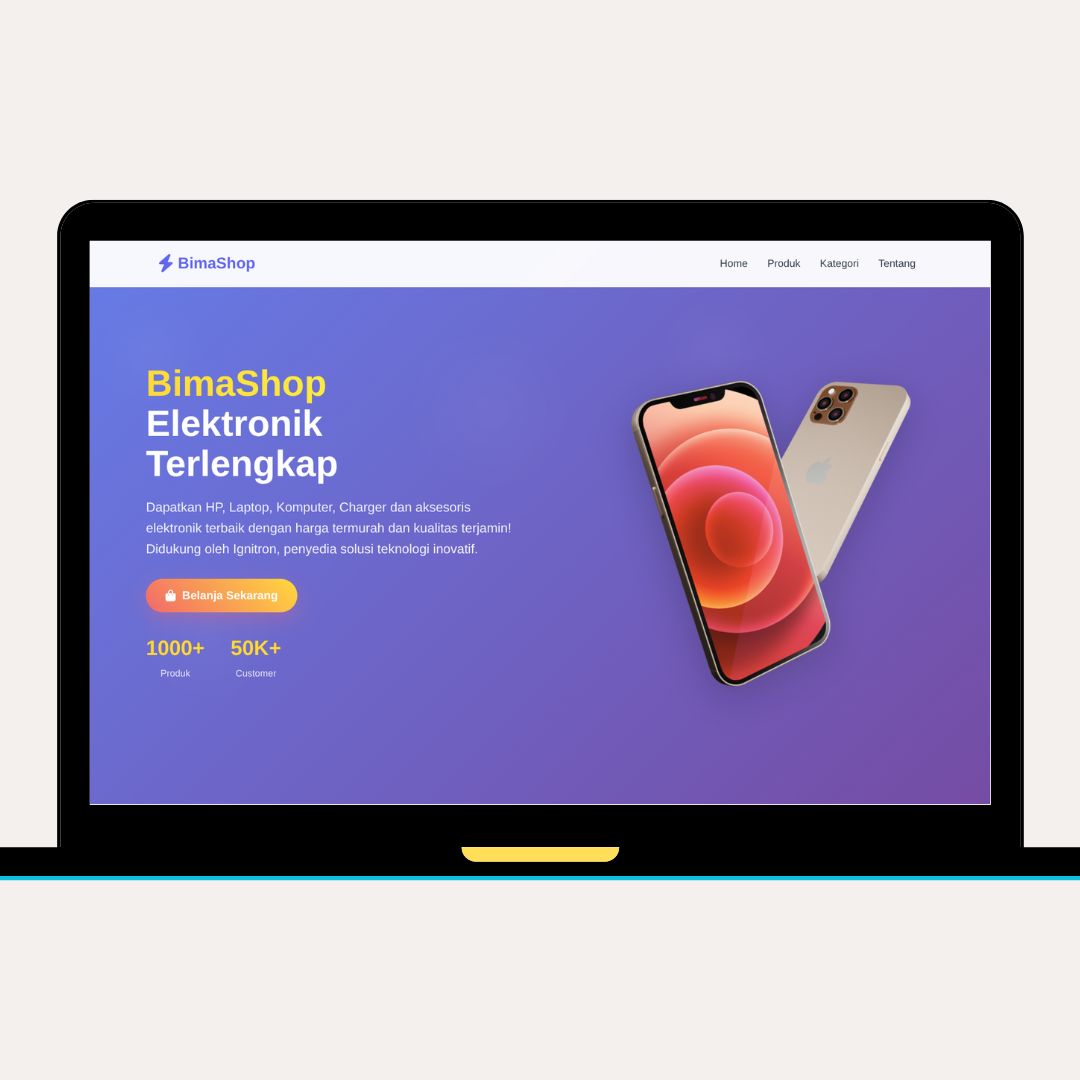 BimaShop
Home Produk Kategori Tentang
BimaShop
Elektronik
Terlengkap
Dapatkan HP, Laptop, Komputer, Charger dan aksesoris
elektronik terbaik dengan harga termurah dan kualitas terjamin!
Didukung oleh Ignitron, penyedia solusi teknologi inovatif.
Belanja Sekarang
1000+ 50K+
Produk Customer